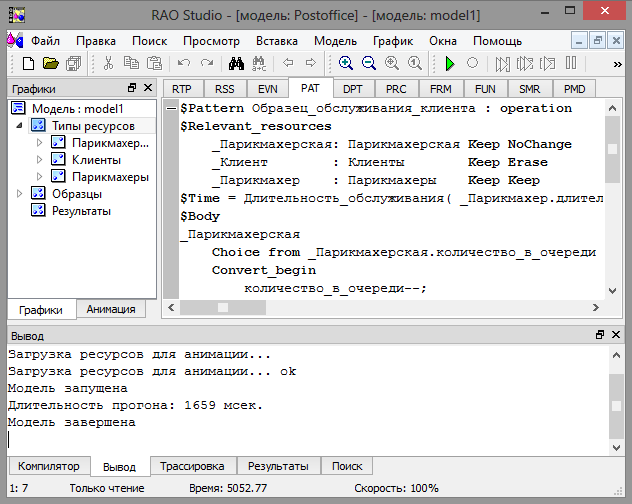 RAO Studio - [модель: Postoffice] - [модель: model1]
Файл Правка Поиск Просмотр Вставка Модель График Окна Помощь
Графики
RTP RSS EVN PAT DPT PRC FRM FUN SMR PMD
Модель : model1
Типы ресурсов
Парикмахер...
Клиенты
Парикмахеры
Образцы
Результаты
Графики Анимация
$Pattern Образец_обслуживания_клиента : operation
$Relevant_resources
_Парикмахерская: Парикмахерская Keep NoChange
_Клиент : Клиенты Keep Erase
_Парикмахер : Парикмахеры Keep Keep
$Time = Длительность_обслуживания( _Парикмахер.длител
$Body
_Парикмахерская
Choice from _Парикмахерская.количество_в_очереди
Convert_begin
количество_в_очереди--;
Вывод
Загрузка ресурсов для анимации...
Загрузка ресурсов для анимации... ok
Модель запущена
Длительность прогона: 1659 мсек.
Модель завершена
Компилятор Вывод Трассировка Результаты Поиск
1: 7 Только чтение Время: 5052.77 Скорость: 100%